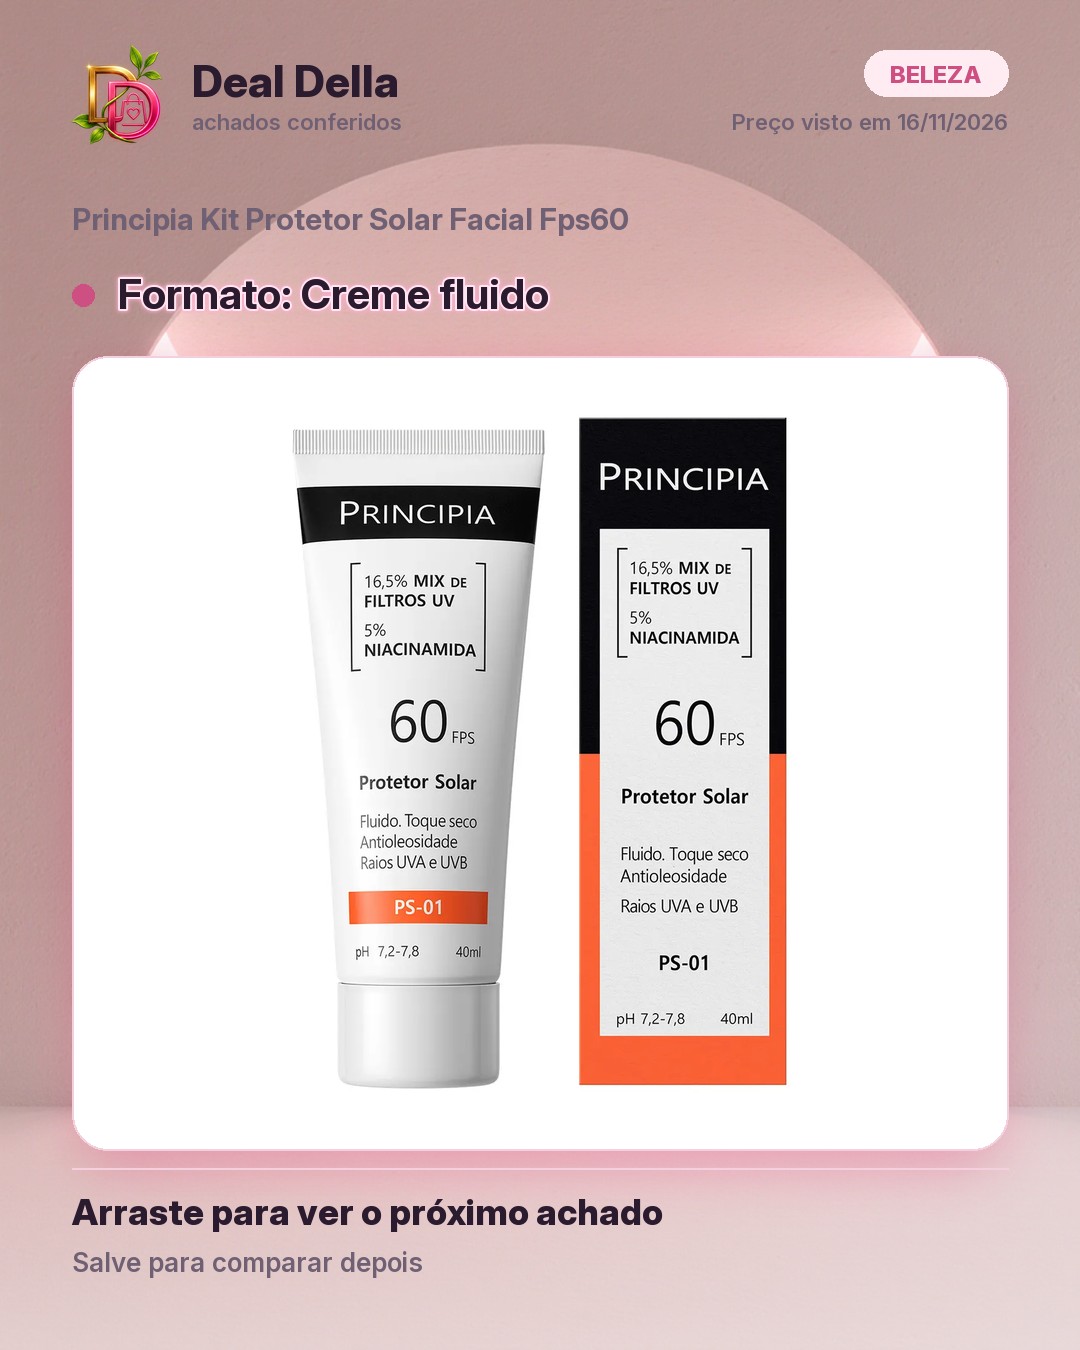 Deal Della
achados conferidos
BELEZA
Preço visto em 16/11/2026
Principia Kit Protetor Solar Facial Fps60
Formato: Creme fluido
PRINCIPIA
16,5% MIX DE
FILTROS UV
5%
NIACINAMIDA
60 FPS
Protetor Solar
Fluido. Toque seco
Antioleosidade
Raios UVA e UVB
PS-01
pH 7,2-7,8 40ml
PRINCIPIA
16,5% MIX DE
FILTROS UV
5%
NIACINAMIDA
60 FPS
Protetor Solar
Fluido. Toque seco
Antioleosidade
Raios UVA e UVB
PS-01
pH 7,2-7,8 40ml
Arraste para ver o próximo achado
Salve para comparar depois